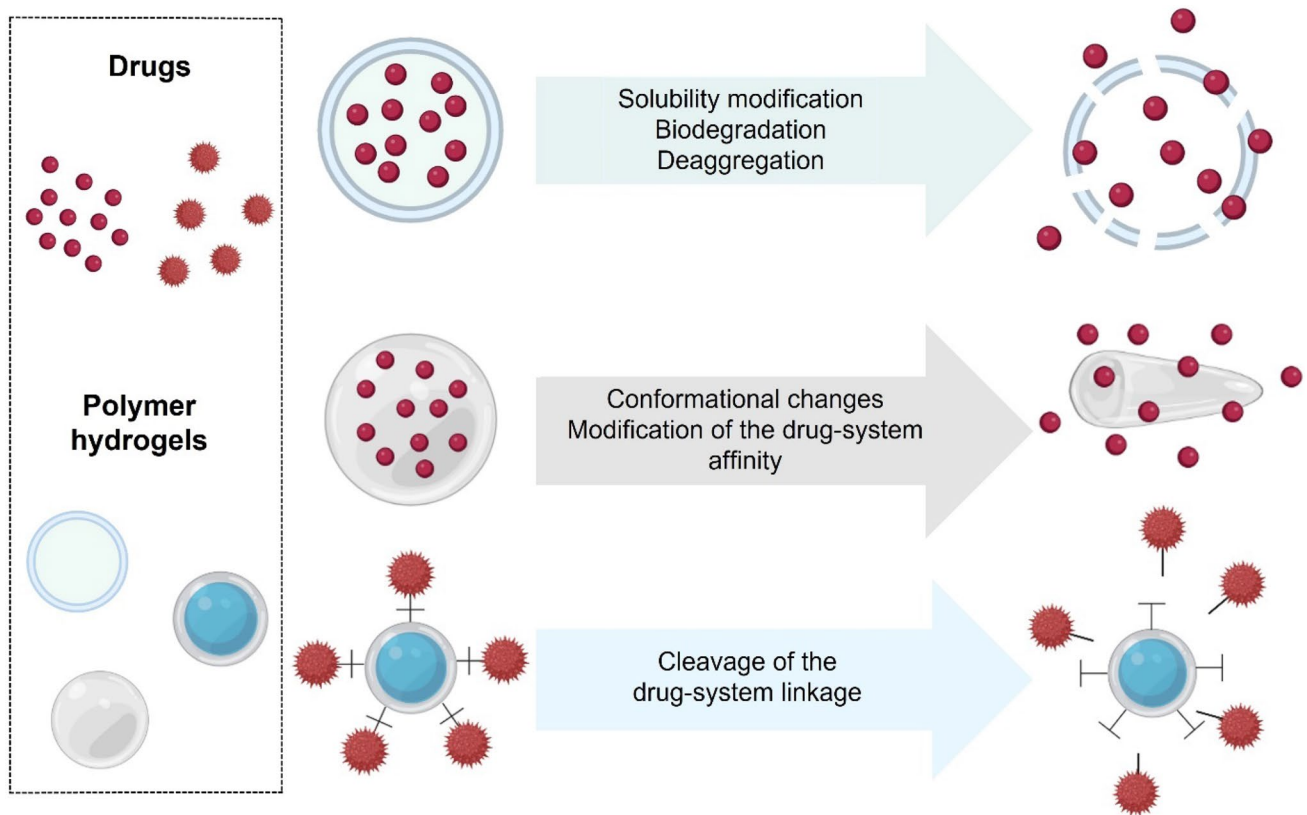 Drugs
Polymer
hydrogels
Solubility modification
Biodegradation
Deaggregation
Conformational changes
Modification of the drug-system
affinity
Cleavage of the
drug-system linkage